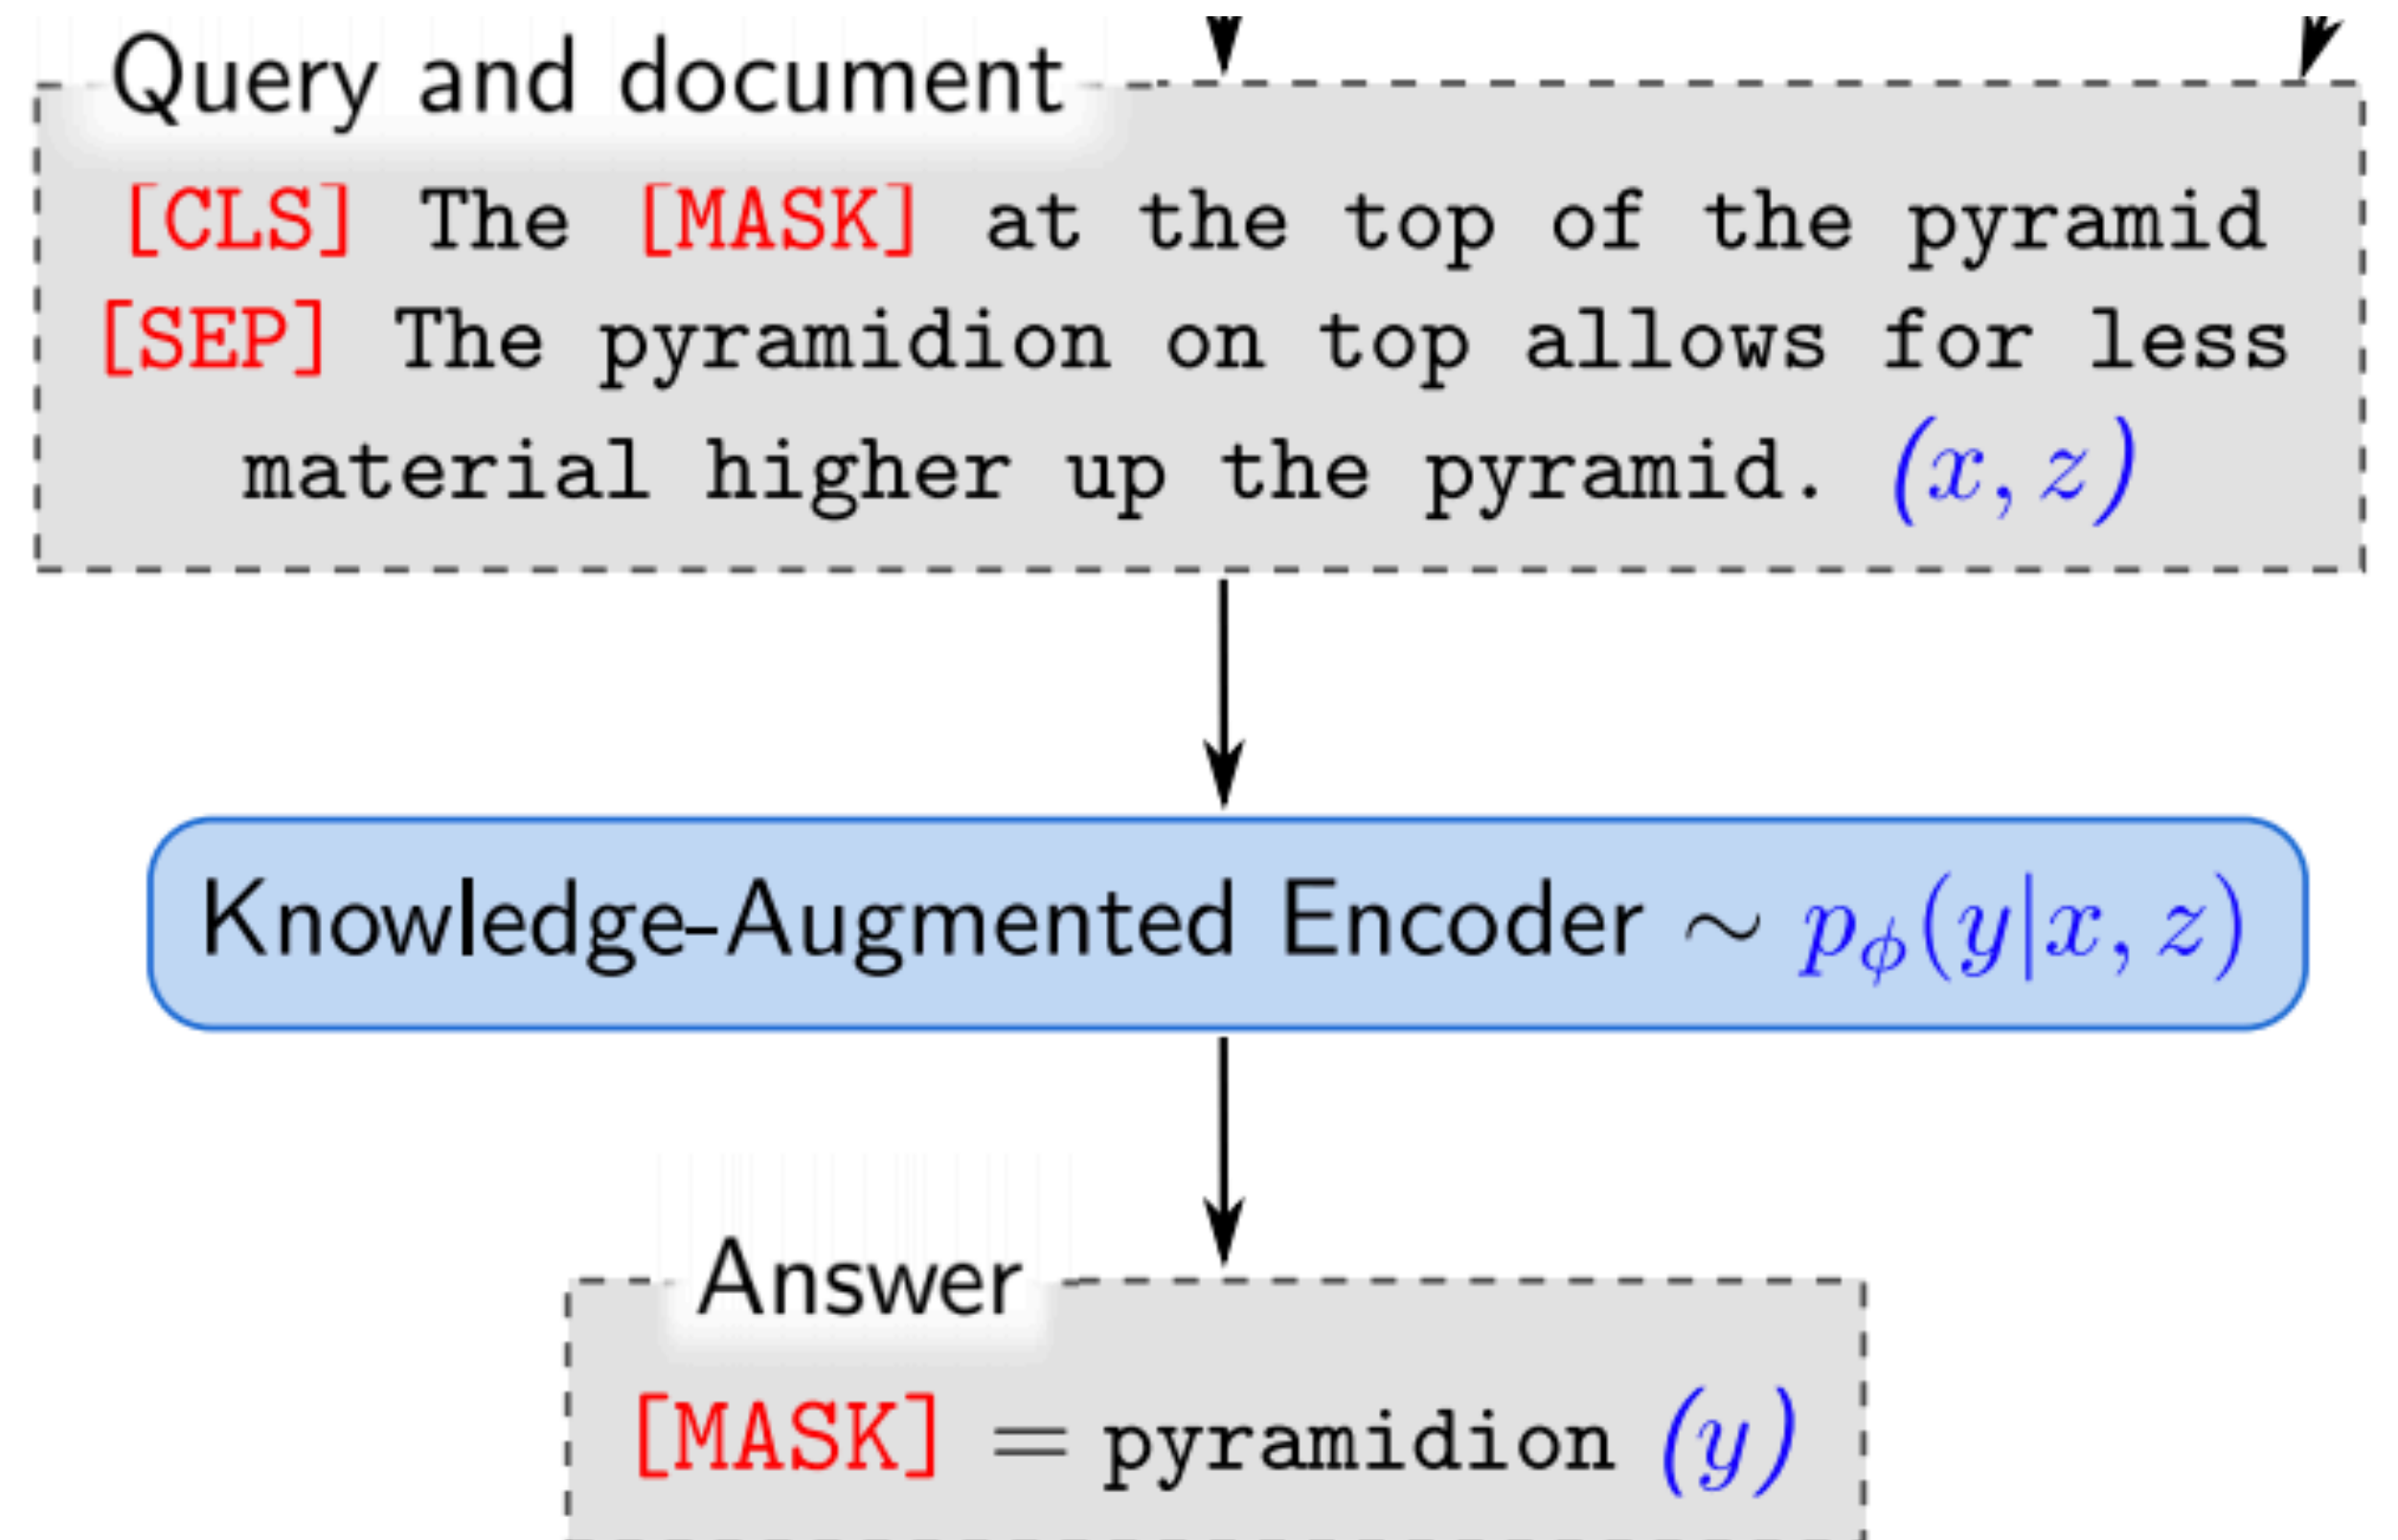 Query and document
[CLS] The [MASK] at the top of the pyramid
[SEP] The pyramidion on top allows for less
material higher up the pyramid. (x, z)
Knowledge-Augmented Encoder ∼ pϕ(y|x, z)
Answer
[MASK] = pyramidion (y)